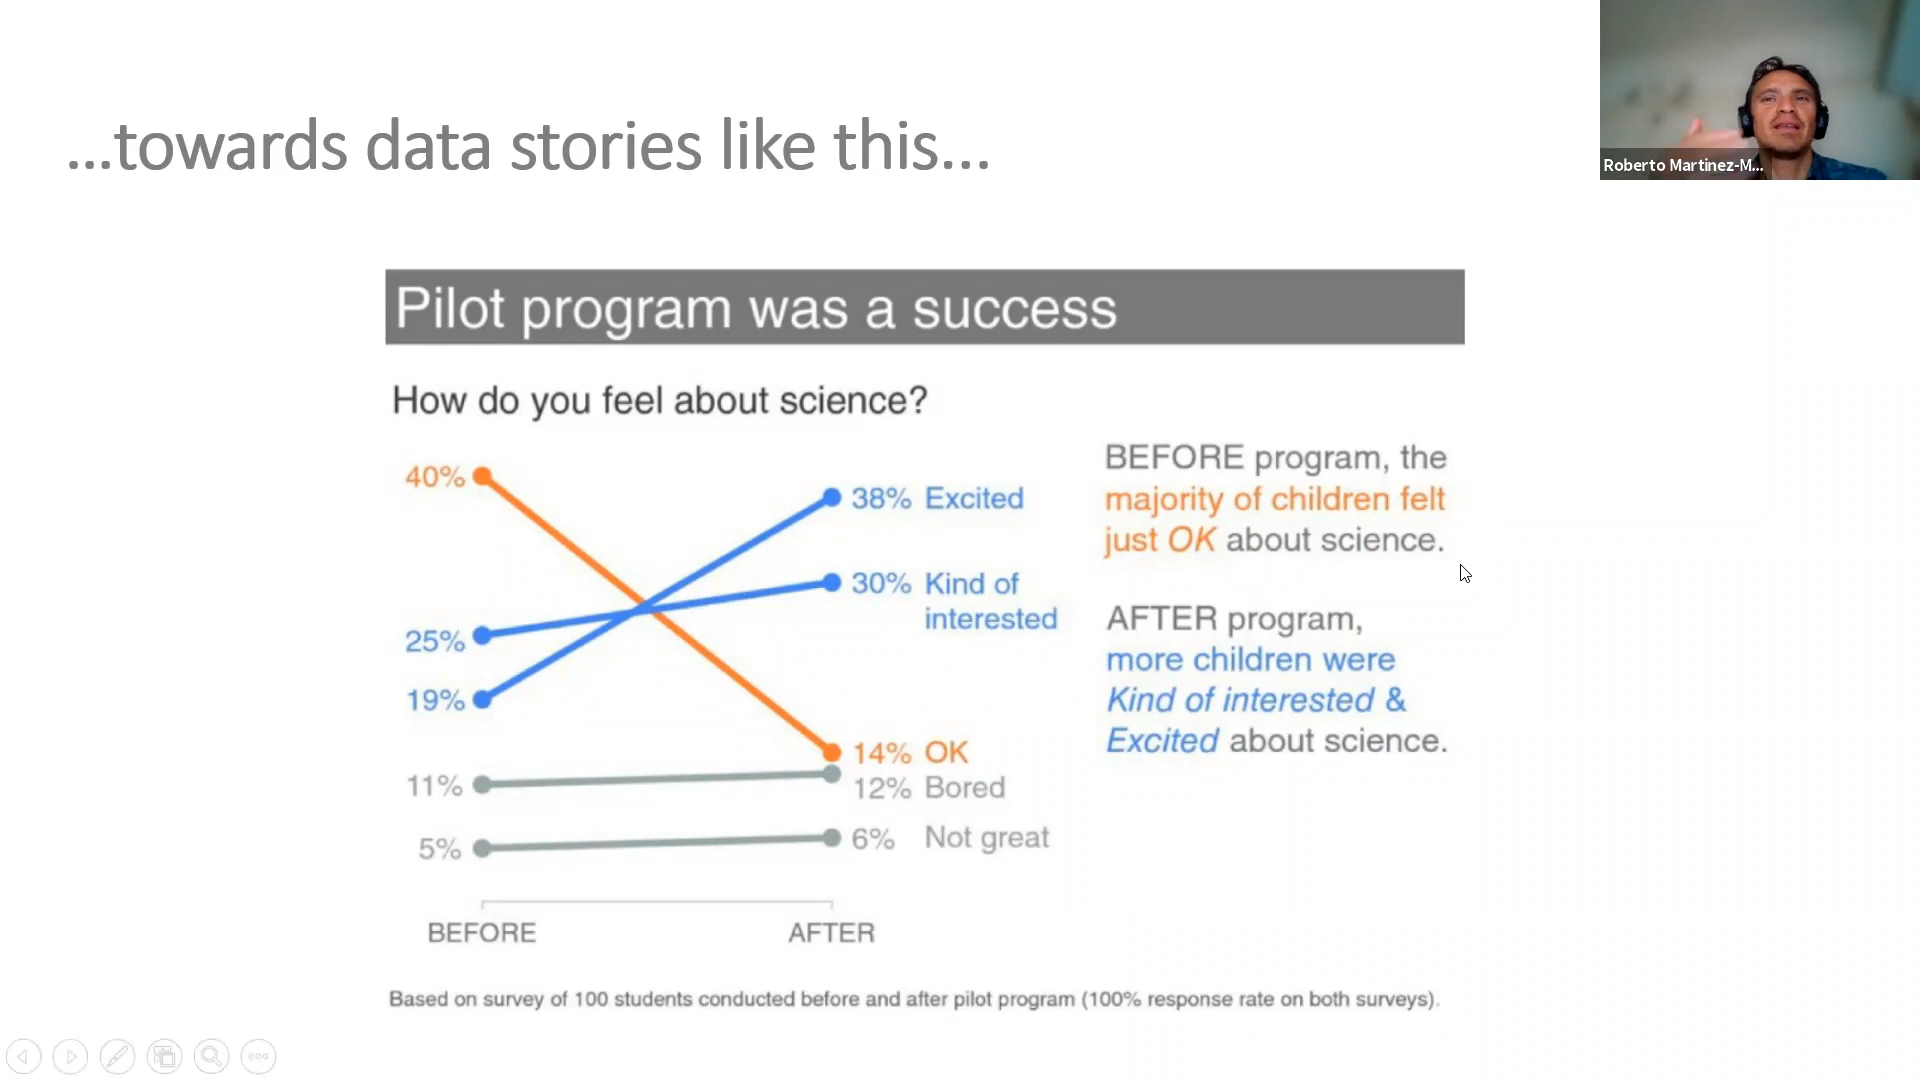 ...towards data stories like this...
Roberto Martinez-M...
Pilot program was a success
How do you feel about science?
40%
25%
19%
11%
5%
38% Excited
30% Kind of
interested
14% OK
12% Bored
6% Not great
BEFORE
AFTER
BEFORE program, the
majority of children felt
just OK about science.
AFTER program,
more children were
Kind of interested &
Excited about science.
Based on survey of 100 students conducted before and after pilot program (100% response rate on both surveys).